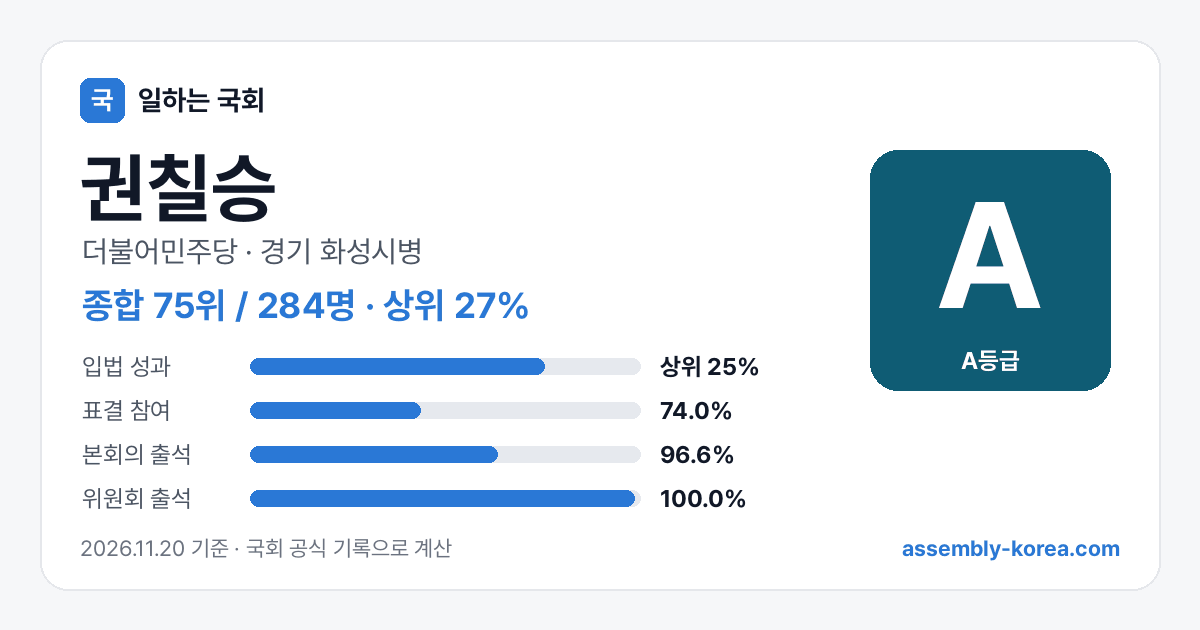 국 일하는 국회
권칠승
더불어민주당 · 경기 화성시병
종합 75위 / 284명 · 상위 27%
A
A등급
입법 성과 상위 25%
표결 참여 74.0%
본회의 출석 96.6%
위원회 출석 100.0%
2026.11.20 기준 · 국회 공식 기록으로 계산
assembly-korea.com